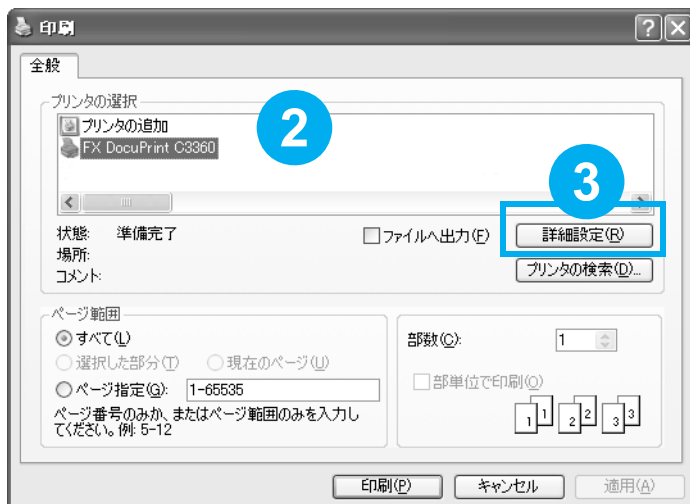 印刷
全般
プリンタの選択
プリンタの追加
2
FX DocuPrint C3360
3
状態: 準備完了
ファイルへ出力(F)
詳細設定(R)
場所:
コメント:
プリンタの検索(D)...
ページ範囲
すべて(L)
選択した部分(T) 現在のページ(U)
ページ指定(G): 1-65535
ページ番号のみか、またはページ範囲のみを入力し
てください。例: 5-12
部数(C): 1
部単位で印刷(O)
1 1 2 2 3 3
印刷(P) キャンセル 適用(A)